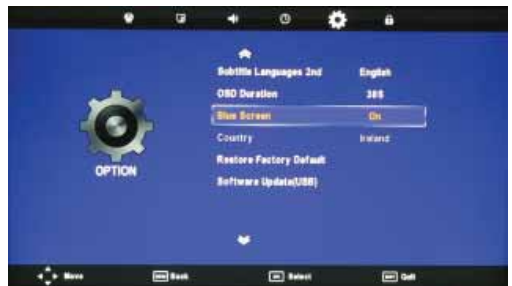 Subtitle Languages 2nd English
OSD Duration 30S
Blue Screen On
Country Ireland
Restore Factory Default
Software Update(USB)
OPTION
Move Back Select Quit